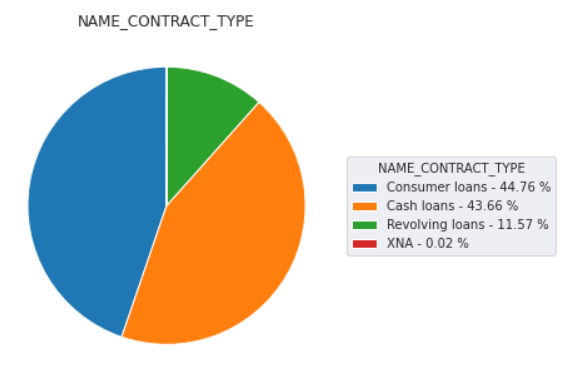 NAME_CONTRACT_TYPE
NAME_CONTRACT_TYPE
Consumer loans - 44.76 %
Cash loans - 43.66 %
Revolving loans - 11.57 %
XNA - 0.02 %